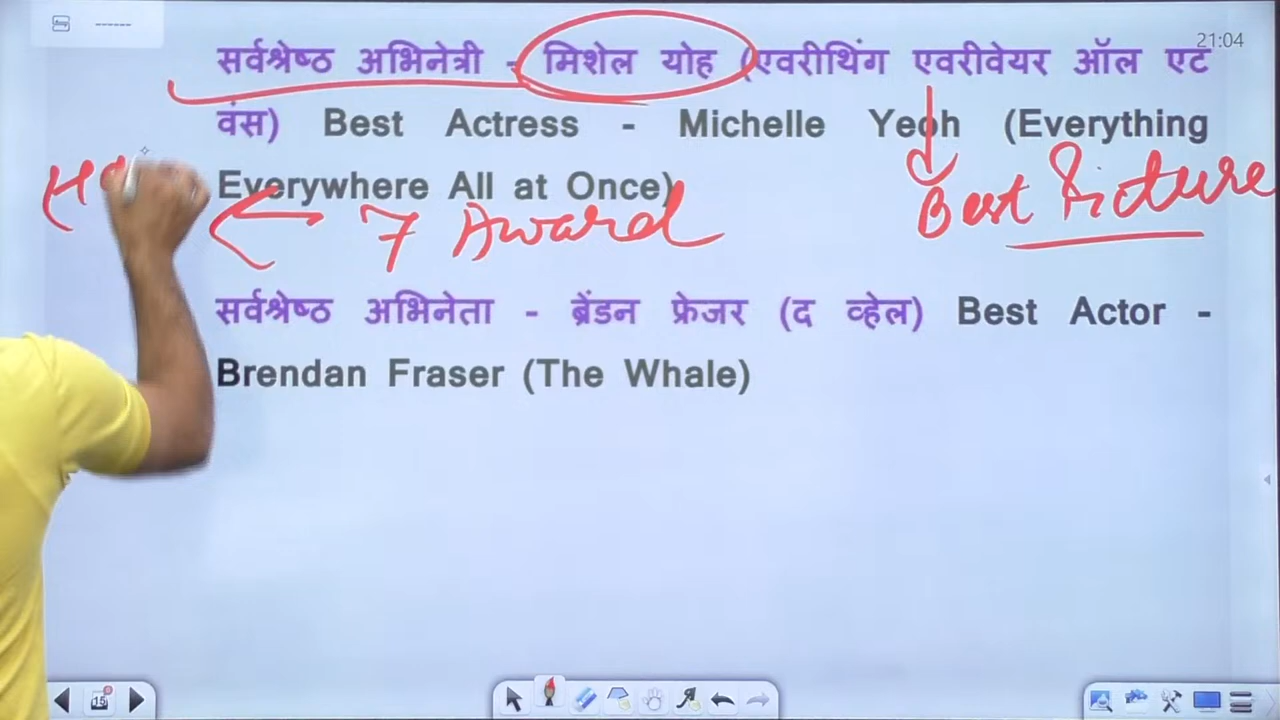 21:04
सर्वश्रेष्ठ अभिनेत्री - मिशेल योह (एवरीथिंग एवरीवेयर ऑल एट
वंस) Best Actress - Michelle Yeoh (Everything
Everywhere All at Once)
Best Picture
7 Award
सर्वश्रेष्ठ अभिनेता - ब्रेंडन फ्रेजर (द व्हेल) Best Actor -
Brendan Fraser (The Whale)
15